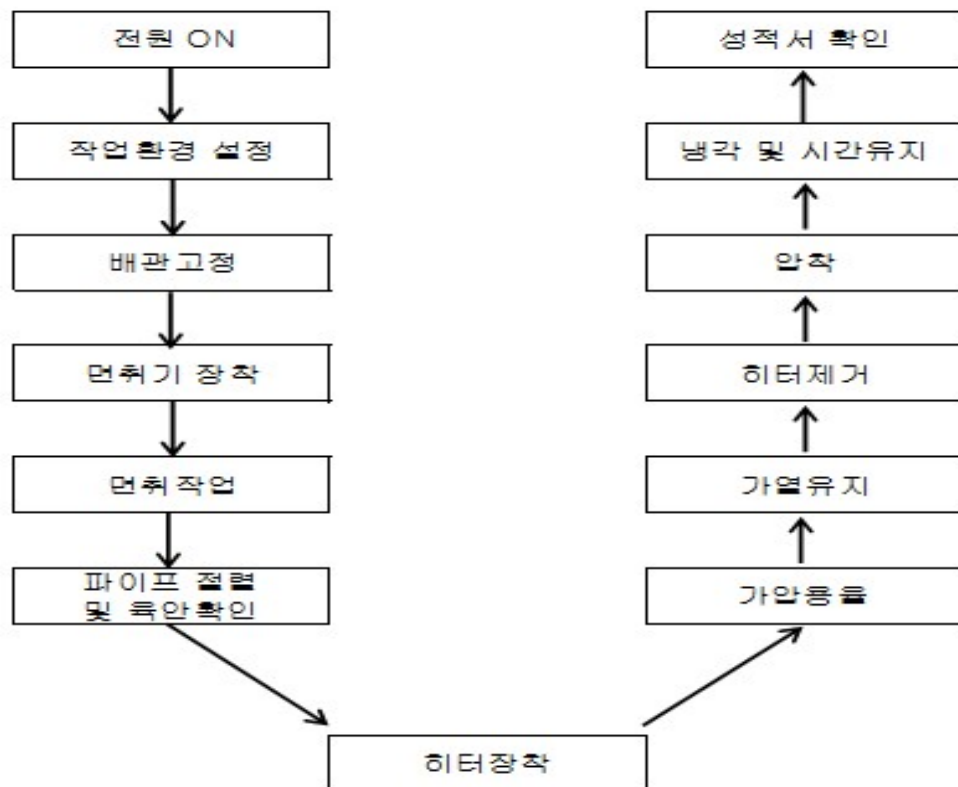 전원 ON
작업환경 설정
배관고정
면취기 장착
면취작업
파이프 절렬
및 육안확인
히터장착
가압용율
가열유지
히터제거
압착
냉각 및 시간유지
성적서 확인